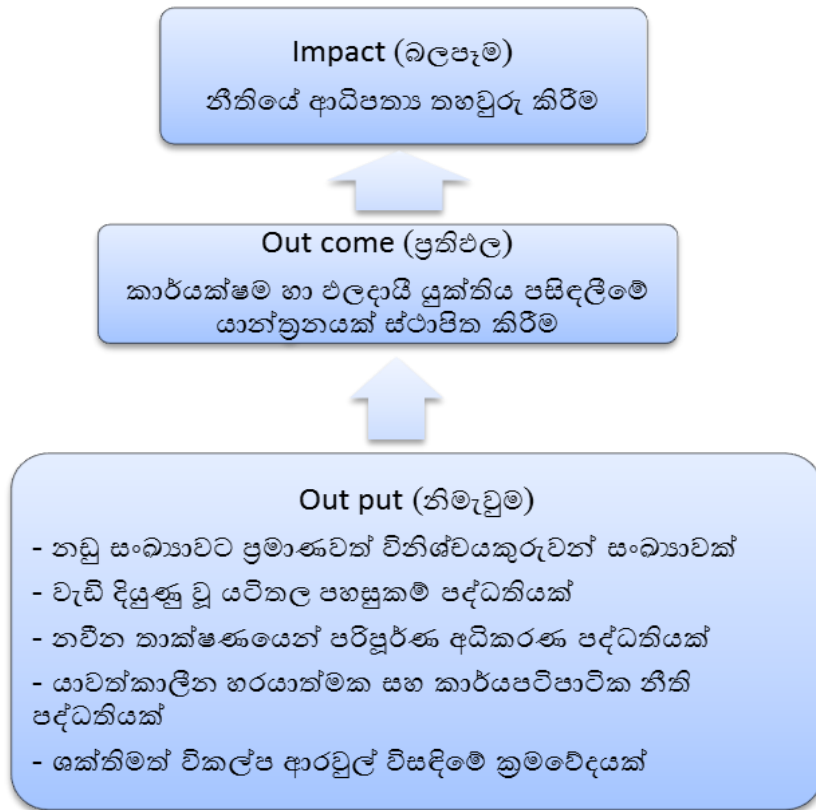 Impact (බලපෑම)
නීතියේ ආධිපත්‍ය තහවුරු කිරීම
Out come (ප්‍රතිඵල)
කාර්යක්ෂම හා ඵලදායී යුක්තිය පසිඳලීමේ
යාන්ත්‍රනයක් ස්ථාපිත කිරීම
Out put (නිමැවුම)
- නඩු සංඛ්‍යාවට ප්‍රමාණවත් විනිශ්චයකුරුවන් සංඛ්‍යාවක්
- වැඩි දියුණු වූ යටිතල පහසුකම් පද්ධතියක්
- නවීන තාක්ෂණයෙන් පරිපූර්ණ අධිකරණ පද්ධතියක්
- යාවත්කාලීන හරයාත්මක සහ කාර්යපටිපාටික නීති
පද්ධතියක්
- ශක්තිමත් විකල්ප ආරවුල් විසඳීමේ ක්‍රමවේදයක්